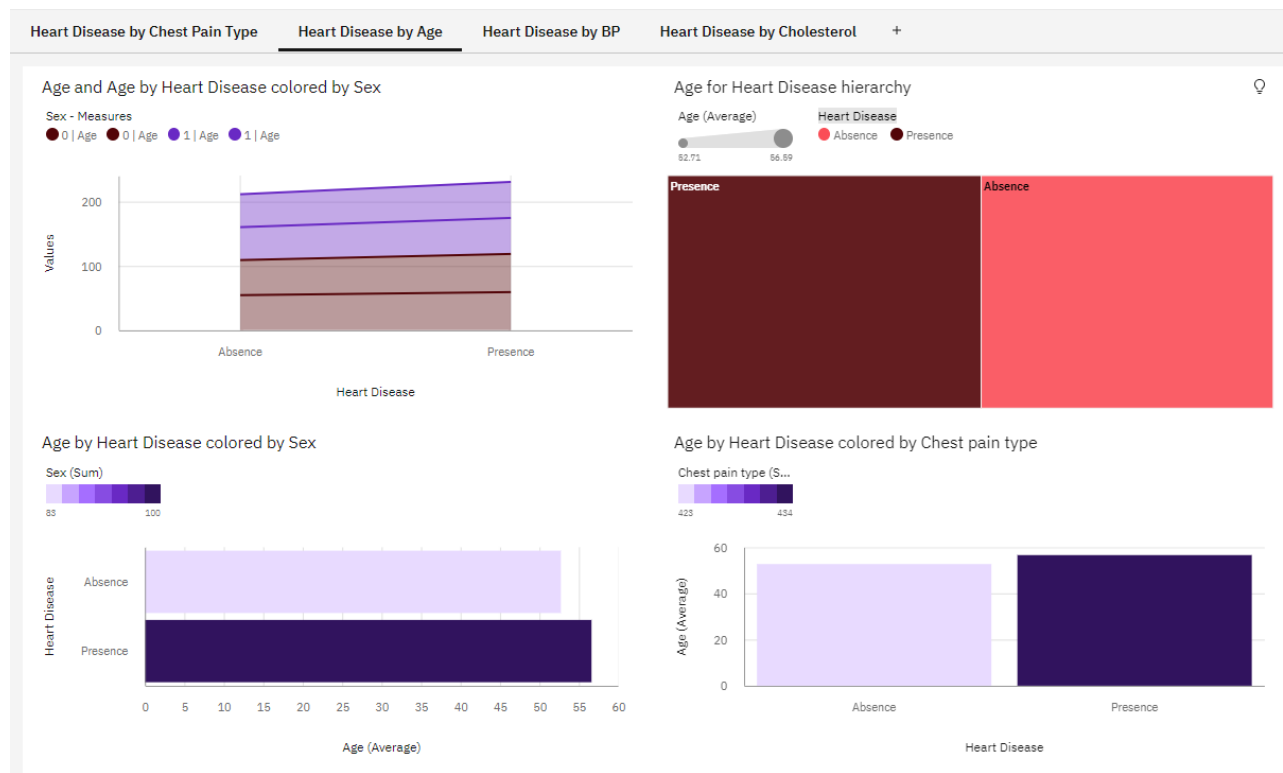 Heart Disease by Chest Pain Type Heart Disease by Age Heart Disease by BP Heart Disease by Cholesterol +
Age and Age by Heart Disease colored by Sex
Sex - Measures
0 | Age 0 | Age 1 | Age 1 | Age
Values
200
100
0
Absence Presence
Heart Disease
Age for Heart Disease hierarchy
Age (Average) Heart Disease
Absence Presence
52.71 56.59
Presence Absence
Age by Heart Disease colored by Sex
Sex (Sum)
83 100
Heart Disease
Absence
Presence
0 5 10 15 20 25 30 35 40 45 50 55 60
Age (Average)
Age by Heart Disease colored by Chest pain type
Chest pain type (S...
423 434
Age (Average)
60
40
20
0
Absence Presence
Heart Disease